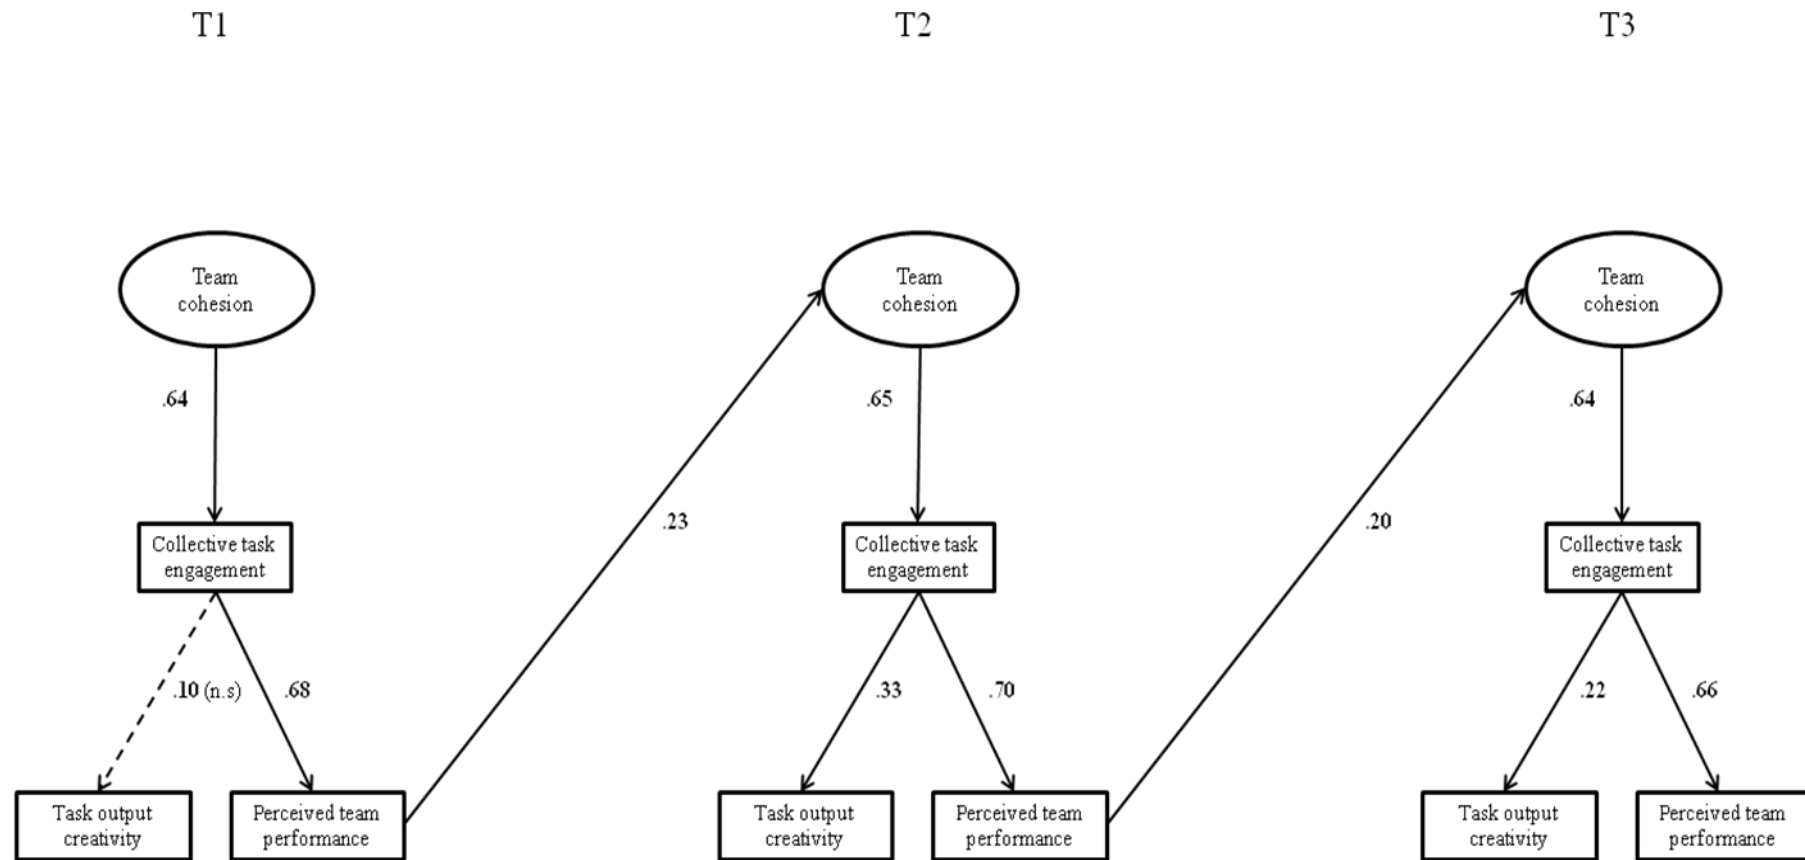 T1
T2
T3
Team
cohesion
Team
cohesion
Team
cohesion
.64
.65
.64
.23
.20
Collective task
engagement
Collective task
engagement
Collective task
engagement
.10 (n.s)
.68
.33
.70
.22
.66
Task output
creativity
Perceived team
performance
Task output
creativity
Perceived team
performance
Task output
creativity
Perceived team
performance